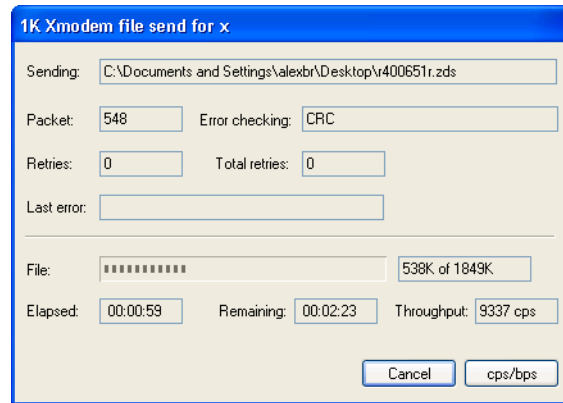 1K Xmodem file send for x
Sending: C:\Documents and Settings\alexbr\Desktop\r400651r.zds
Packet: 548 Error checking: CRC
Retries: 0 Total retries: 0
Last error:
File: 538K of 1849K
Elapsed: 00:00:59 Remaining: 00:02:23 Throughput: 9337 cps
Cancel cps/bps